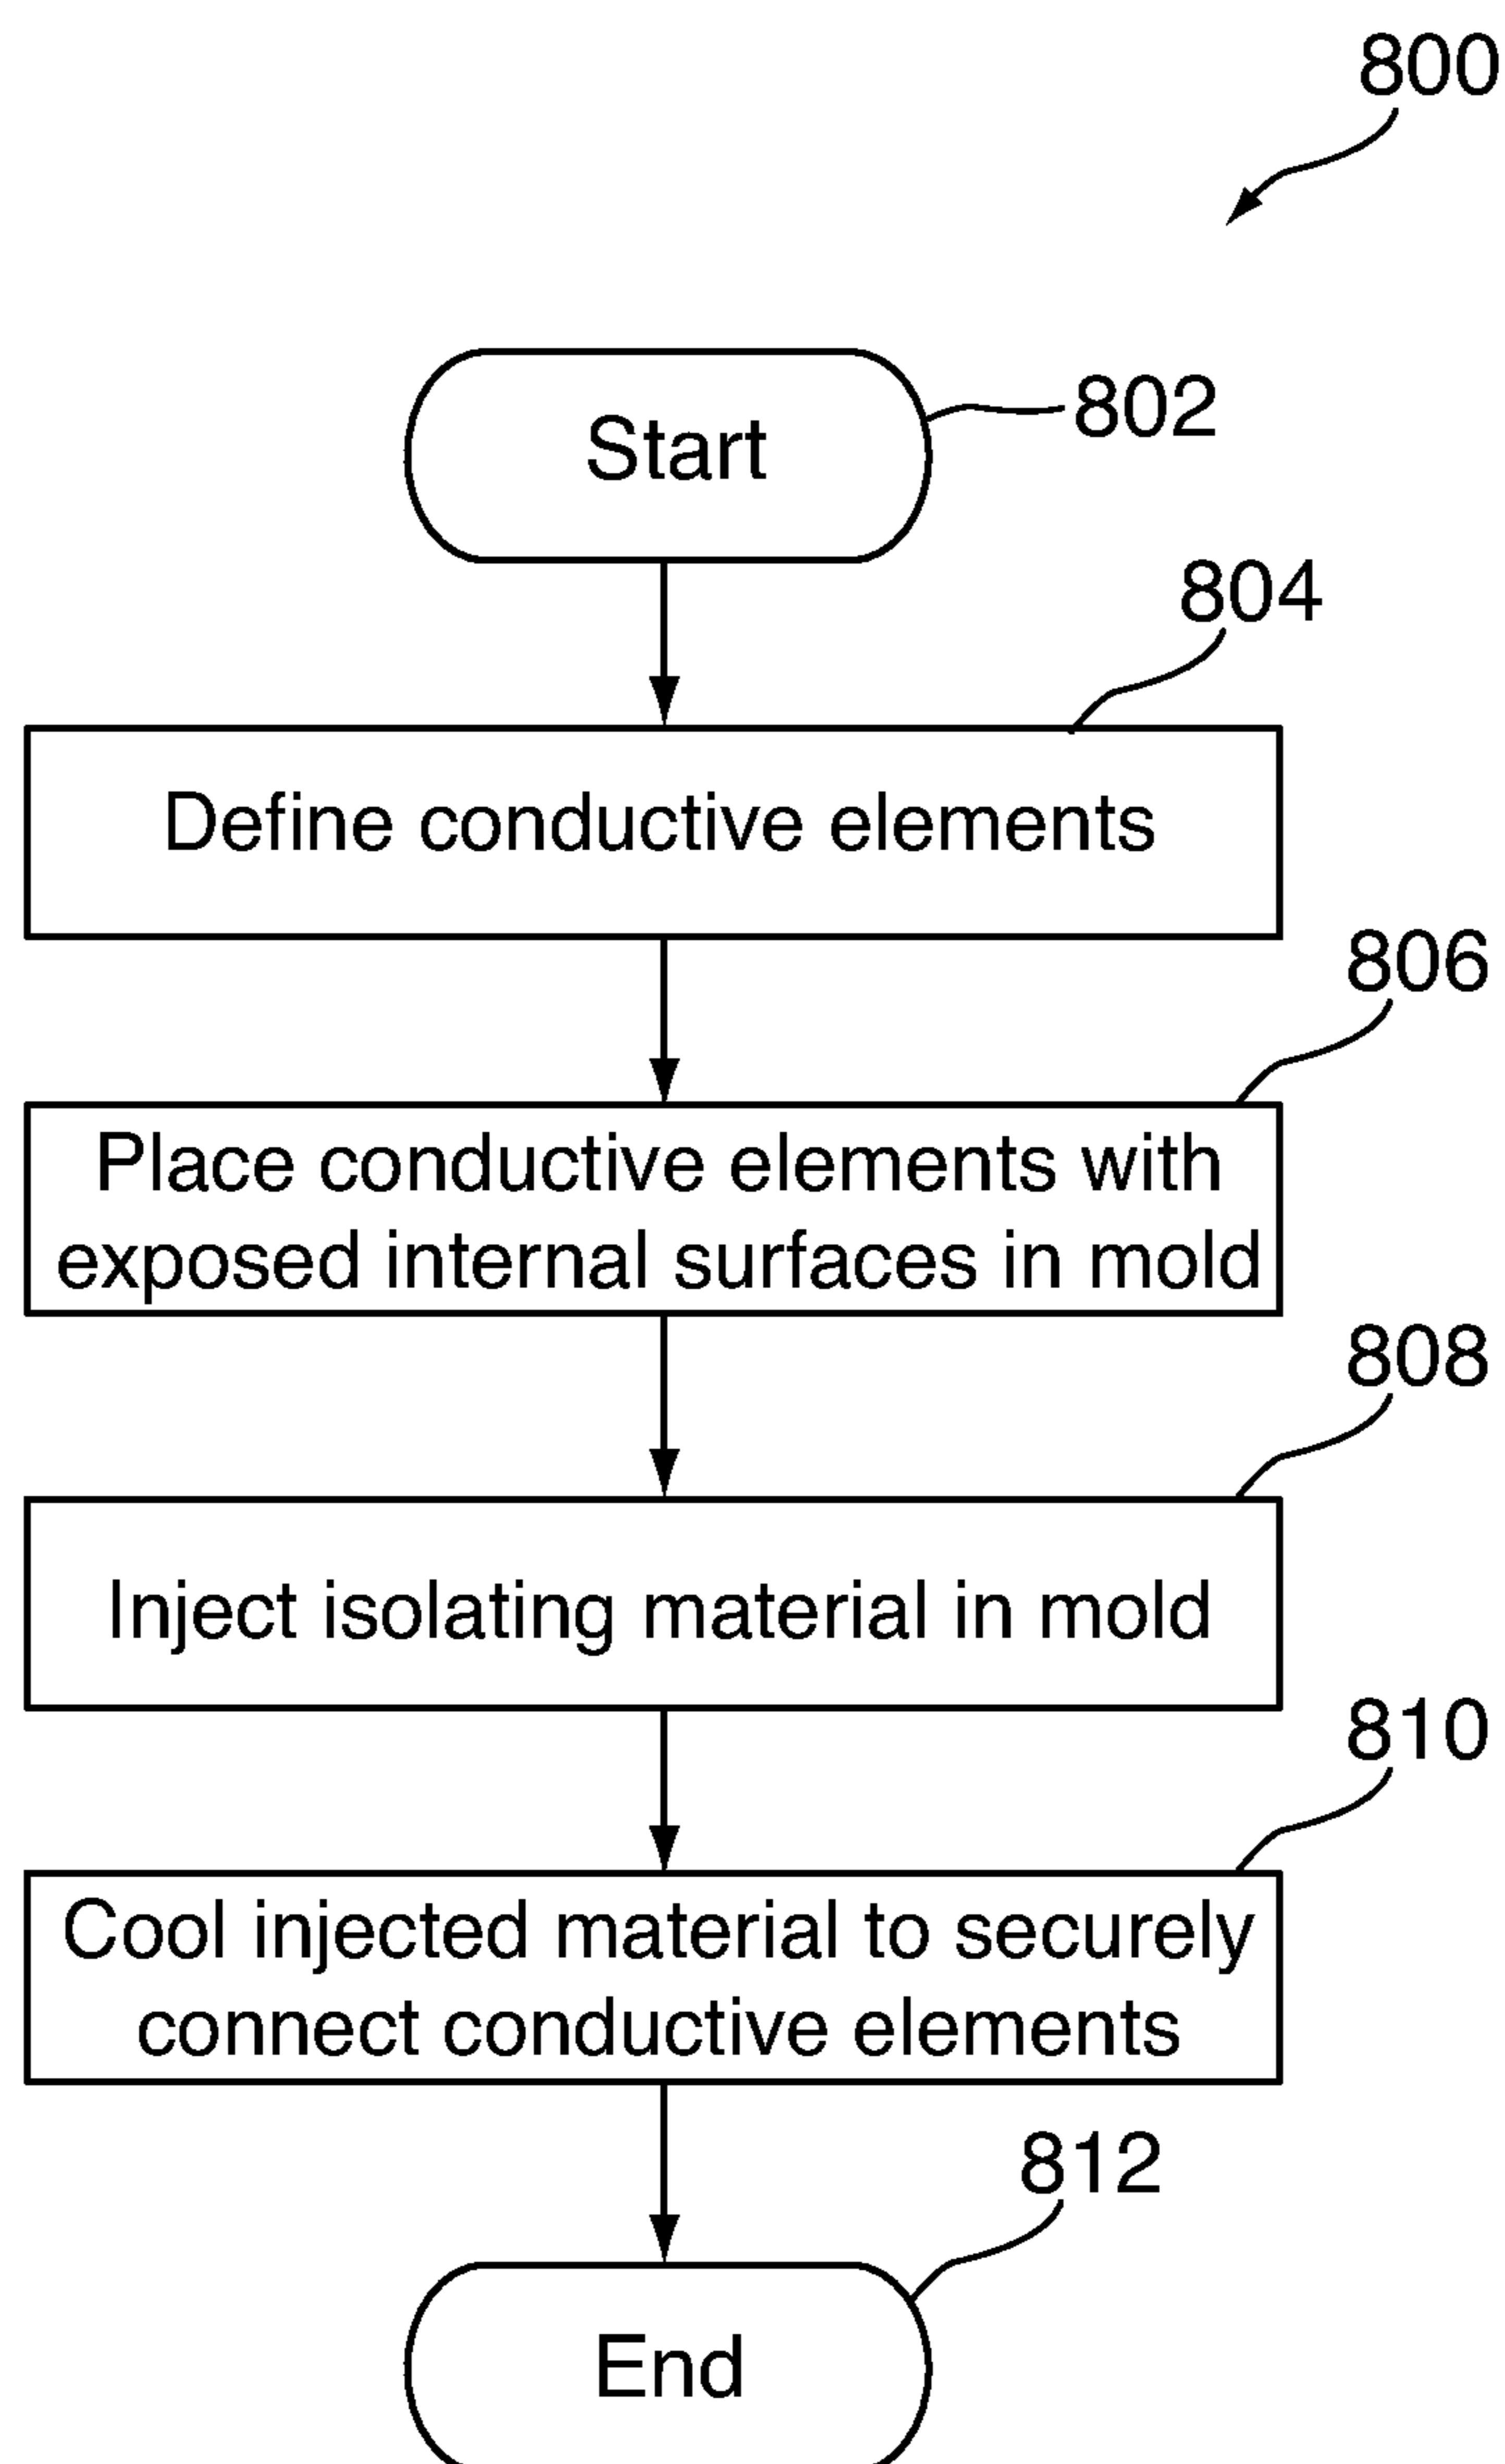 800
Start
802
804
Define conductive elements
806
Place conductive elements with
exposed internal surfaces in mold
808
Inject isolating material in mold
810
Cool injected material to securely
connect conductive elements
812
End